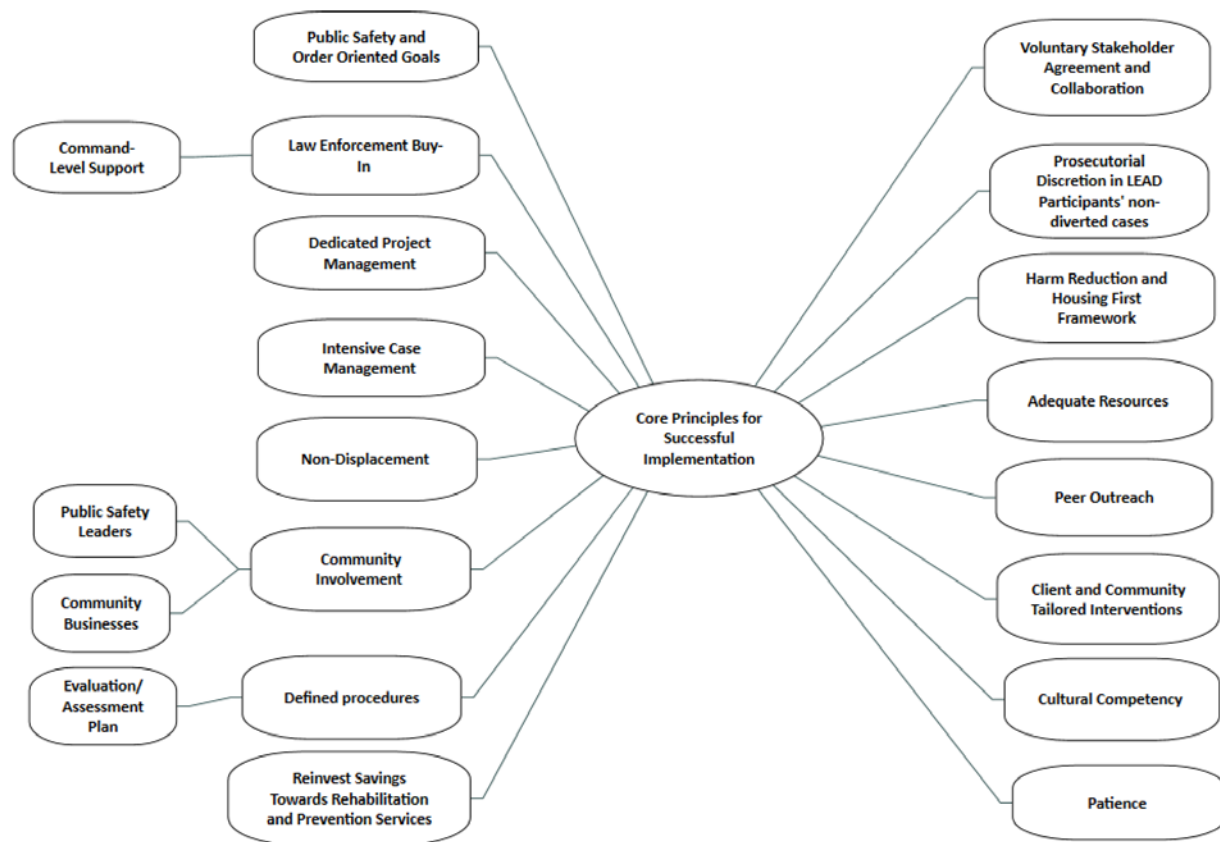 Public Safety and
Order Oriented Goals
Command-
Level Support
Law Enforcement Buy-
In
Dedicated Project
Management
Intensive Case
Management
Non-Displacement
Public Safety
Leaders
Community
Businesses
Community
Involvement
Evaluation/
Assessment
Plan
Defined procedures
Reinvest Savings
Towards Rehabilitation
and Prevention Services
Core Principles for
Successful
Implementation
Voluntary Stakeholder
Agreement and
Collaboration
Prosecutorial
Discretion in LEAD
Participants' non-
diverted cases
Harm Reduction and
Housing First
Framework
Adequate Resources
Peer Outreach
Client and Community
Tailored Interventions
Cultural Competency
Patience